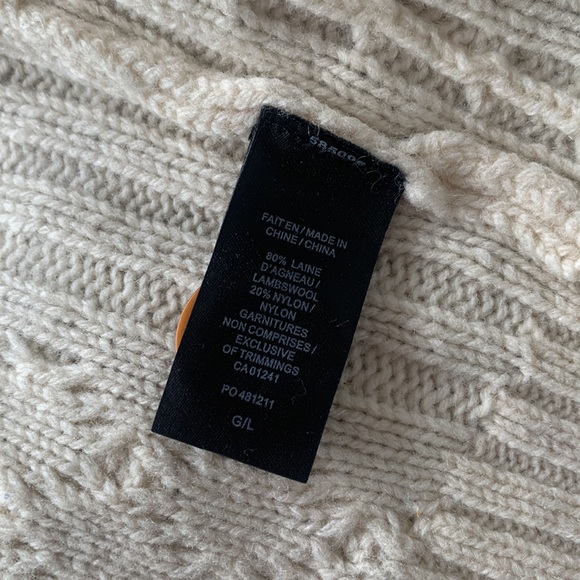 FAIT EN / MADE IN
CHINE / CHINA
80% LAINE
D'AGNEAU /
LAMBSWOOL
20% NYLON /
NYLON
GARNITURES
NON COMPRISES /
EXCLUSIVE
OF TRIMMINGS
CA 01241
PO 481211
G/L